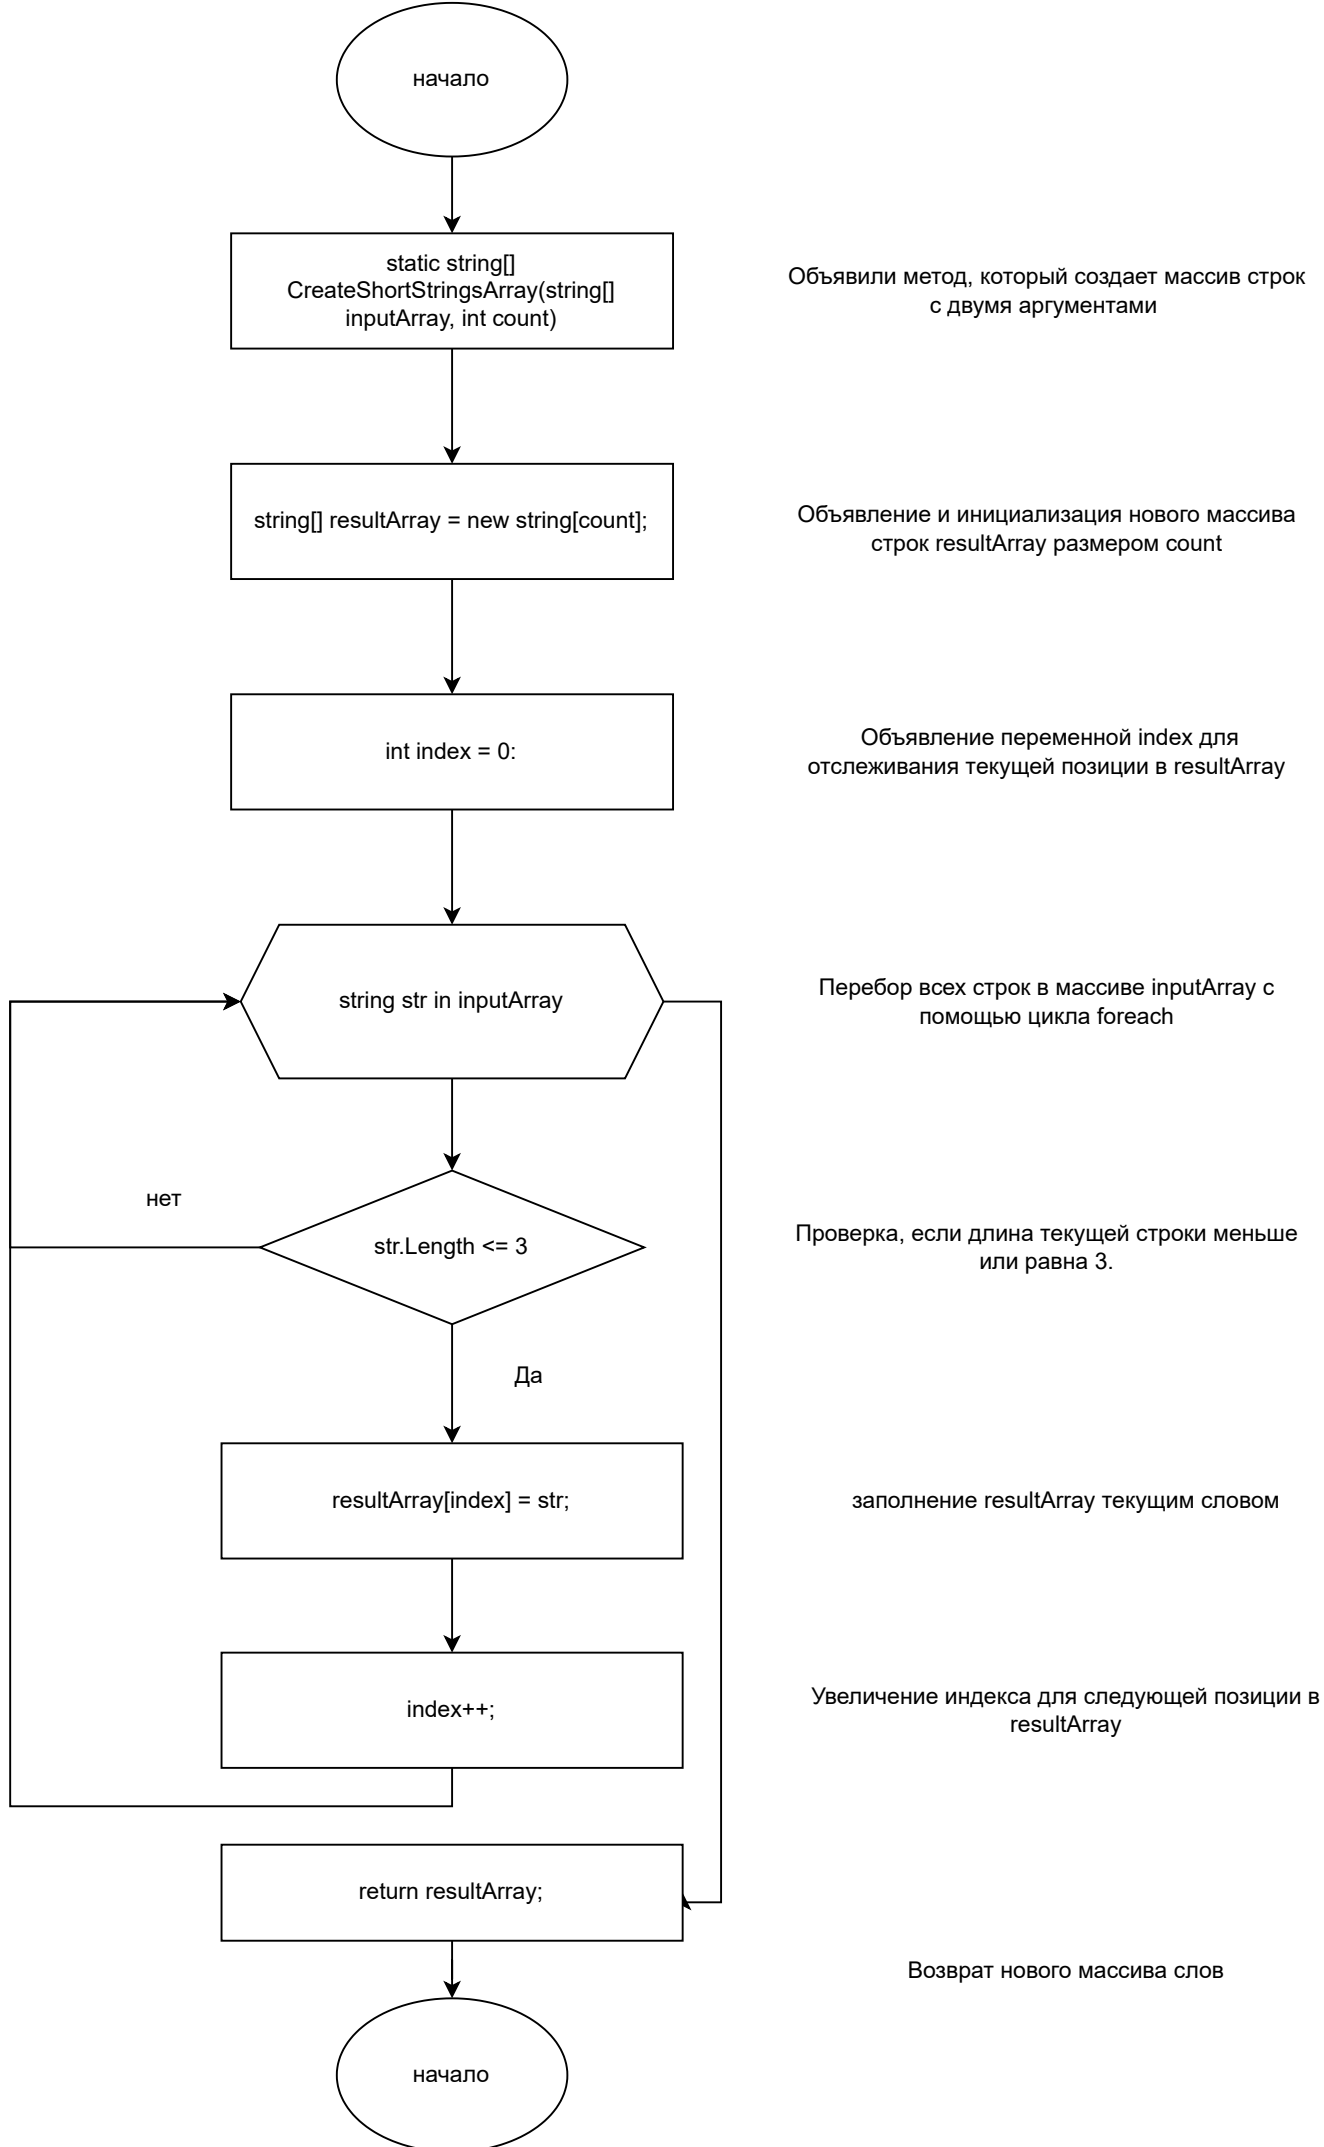 начало
static string[]
CreateShortStringsArray(string[]
inputArray, int count)
Объявили метод, который создает массив строк
с двумя аргументами
string[] resultArray = new string[count];
Объявление и инициализация нового массива
строк resultArray размером count
int index = 0:
Объявление переменной index для
отслеживания текущей позиции в resultArray
string str in inputArray
Перебор всех строк в массиве inputArray с
помощью цикла foreach
нет
str.Length <= 3
Проверка, если длина текущей строки меньше
или равна 3.
Да
resultArray[index] = str;
заполнение resultArray текущим словом
index++;
Увеличение индекса для следующей позиции в
resultArray
return resultArray;
Возврат нового массива слов
начало